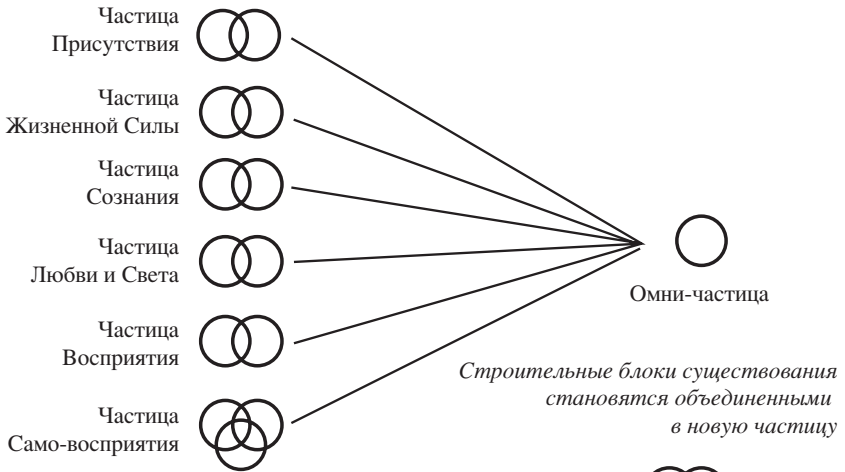 Частица
Присутствия
Частица
Жизненной Силы
Частица
Сознания
Частица
Любви и Света
Частица
Восприятия
Частица
Само-восприятия
Омни-частица
Строительные блоки существования
становятся объединенными
в новую частицу